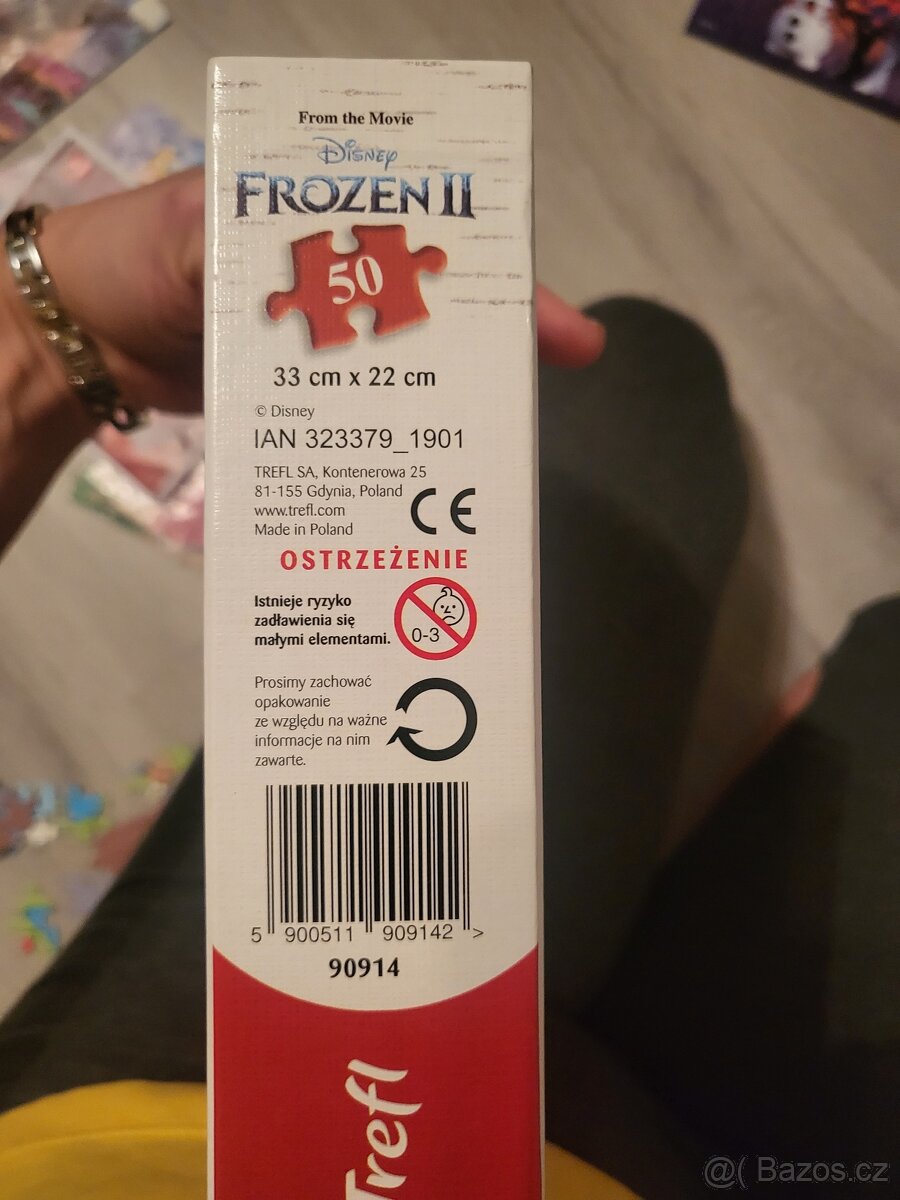 From the Movie
Disney
FROZEN II
50
33 cm x 22 cm
© Disney
IAN 323379_1901
TREFL SA, Kontenerowa 25
81-155 Gdynia, Poland
www.trefl.com
Made in Poland
CE
OSTRZEŻENIE
Istnieje ryzyko
zadławienia się
małymi elementami.
0-3
Prosimy zachować
opakowanie
ze względu na ważne
informacje na nim
zawarte.
5 900511 909142 >
90914
Trefl
@( Bazos.cz